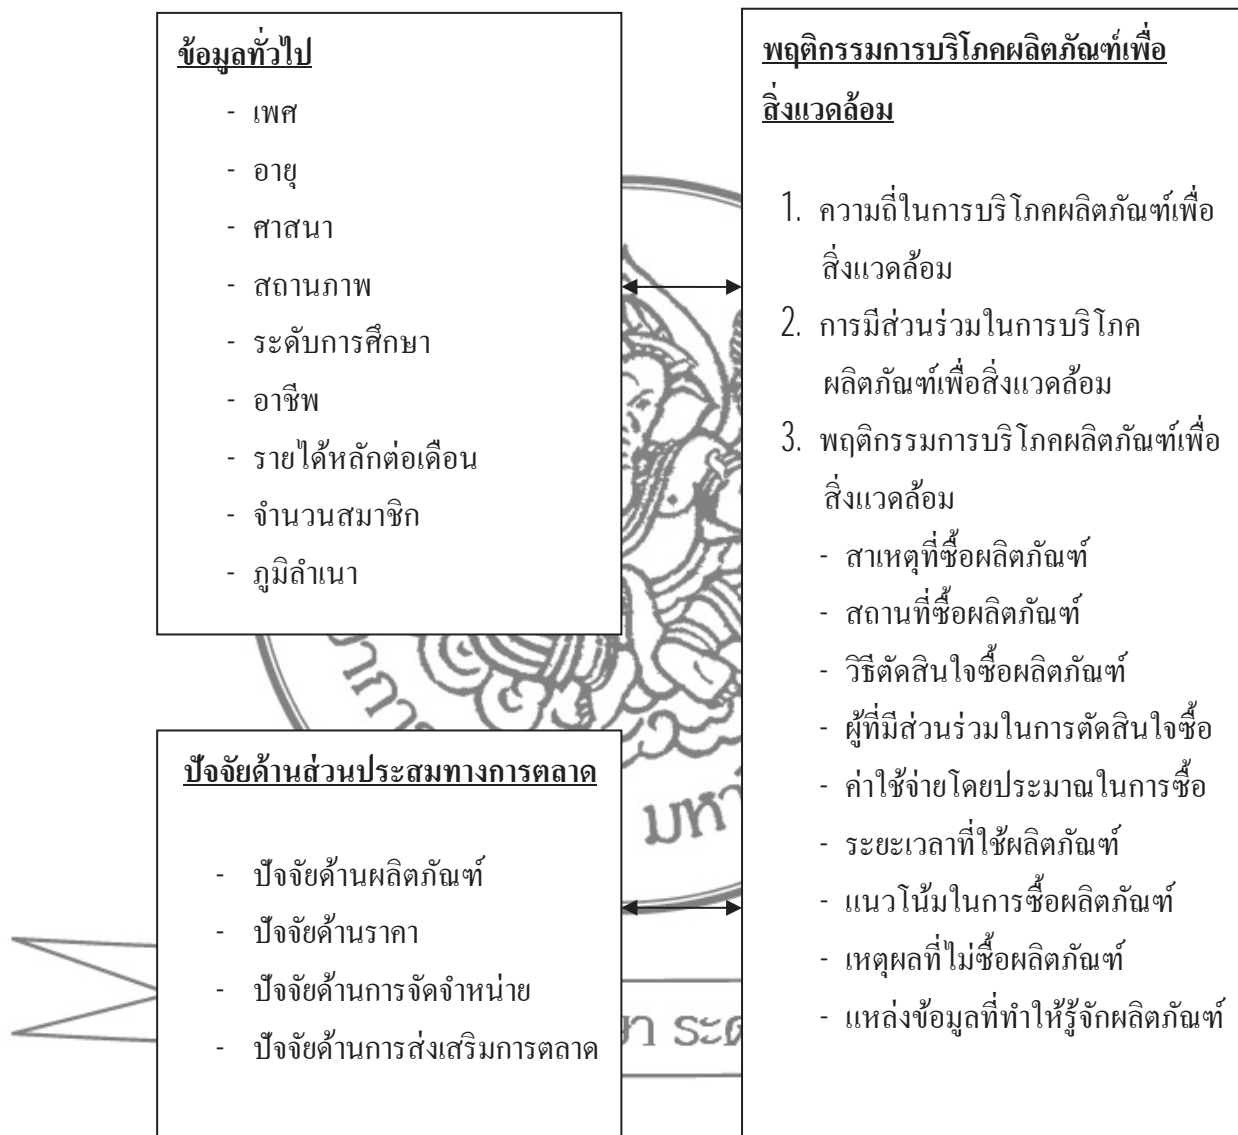 ข้อมูลทั่วไป
- เพศ
- อายุ
- ศาสนา
- สถานภาพ
- ระดับการศึกษา
- อาชีพ
- รายได้หลักต่อเดือน
- จำนวนสมาชิก
- ภูมิลำเนา
ปัจจัยด้านส่วนประสมทางการตลาด
- ปัจจัยด้านผลิตภัณฑ์
- ปัจจัยด้านราคา
- ปัจจัยด้านการจัดจำหน่าย
- ปัจจัยด้านการส่งเสริมการตลาด
พฤติกรรมการบริโภคผลิตภัณฑ์เพื่อ
สิ่งแวดล้อม
1. ความถี่ในการบริโภคผลิตภัณฑ์เพื่อ
สิ่งแวดล้อม
2. การมีส่วนร่วมในการบริโภค
ผลิตภัณฑ์เพื่อสิ่งแวดล้อม
3. พฤติกรรมการบริโภคผลิตภัณฑ์เพื่อ
สิ่งแวดล้อม
- สาเหตุที่ซื้อผลิตภัณฑ์
- สถานที่ซื้อผลิตภัณฑ์
- วิธีตัดสินใจซื้อผลิตภัณฑ์
- ผู้ที่มีส่วนร่วมในการตัดสินใจซื้อ
- ค่าใช้จ่ายโดยประมาณในการซื้อ
- ระยะเวลาที่ใช้ผลิตภัณฑ์
- แนวโน้มในการซื้อผลิตภัณฑ์
- เหตุผลที่ไม่ซื้อผลิตภัณฑ์
- แหล่งข้อมูลที่ทำให้รู้จักผลิตภัณฑ์